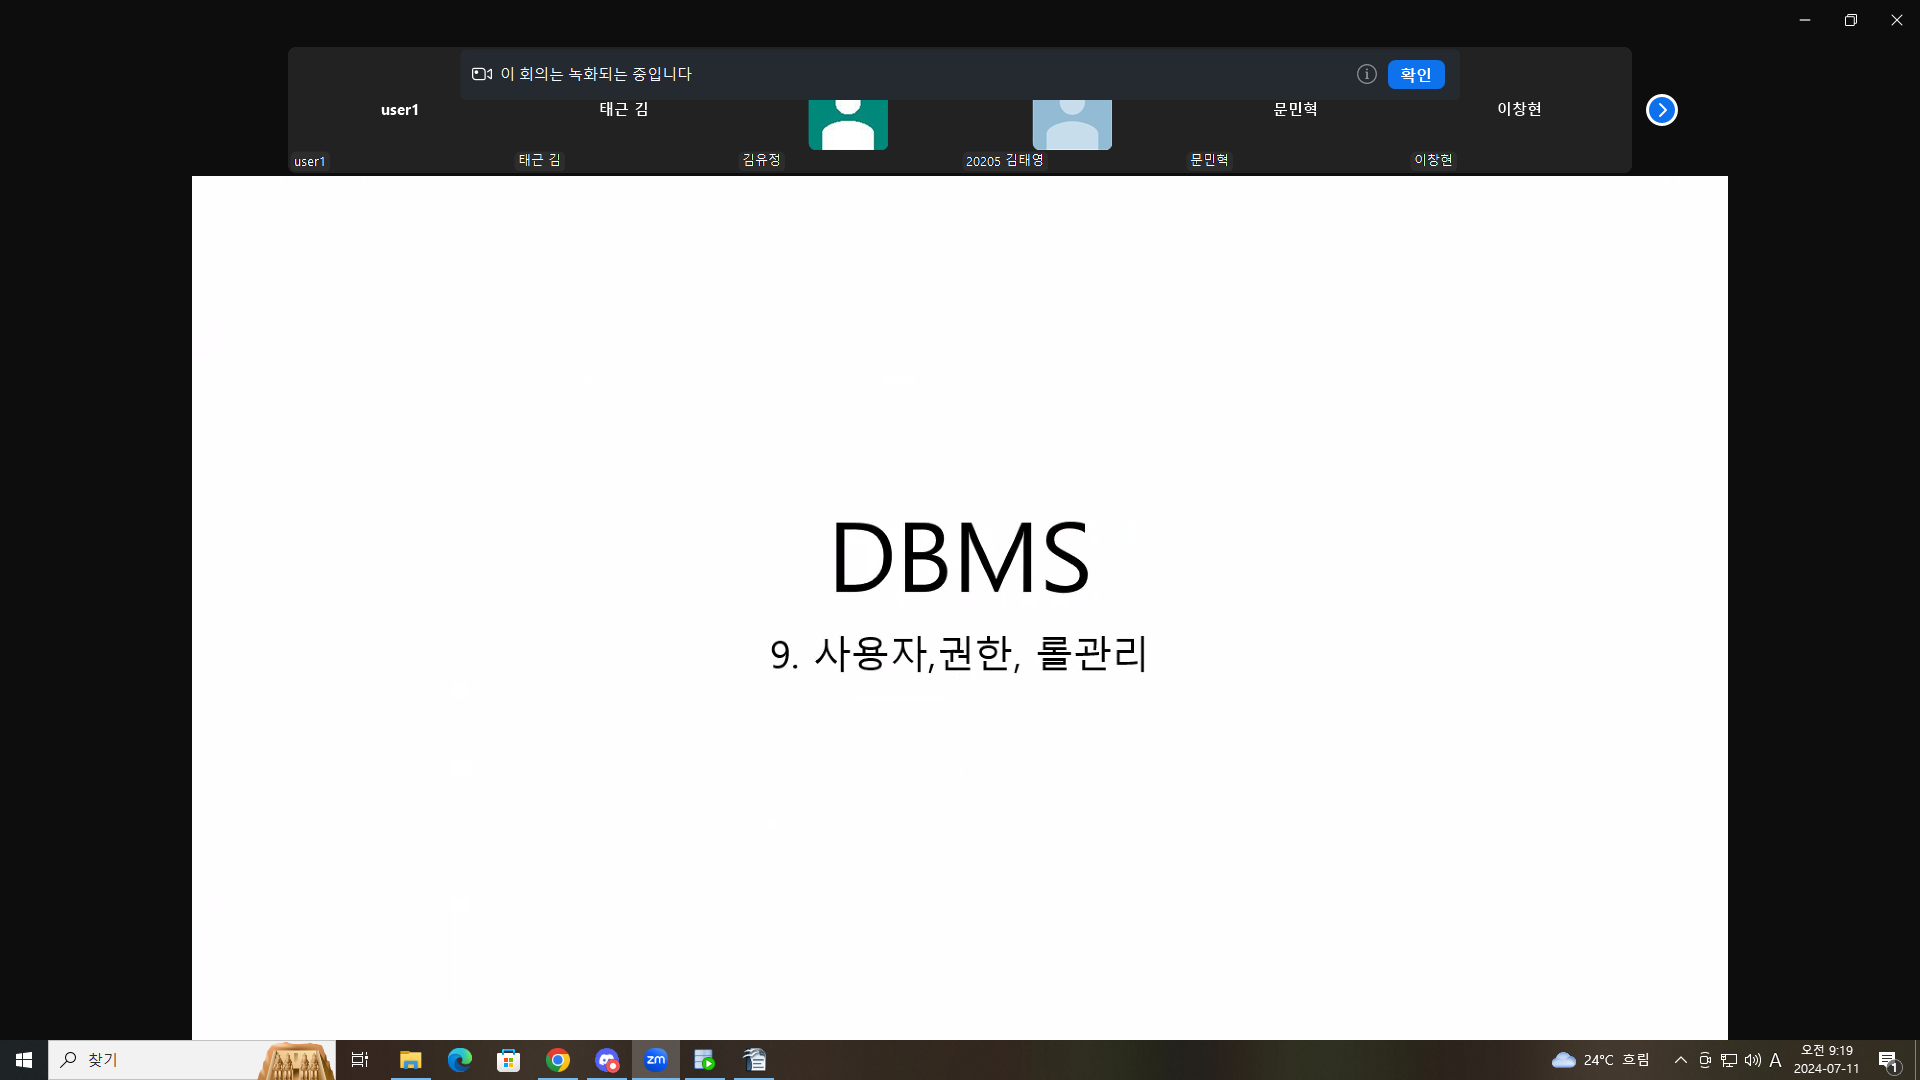 이 회의는 녹화되는 중입니다
확인
user1
태근 김
문민혁
이창현
user1
태근 김
김유정
20205 김태영
문민혁
이창현
DBMS
9. 사용자,권한, 롤관리
찾기
zm
24°C 흐림
A
오전 9:19
2024-07-11
1